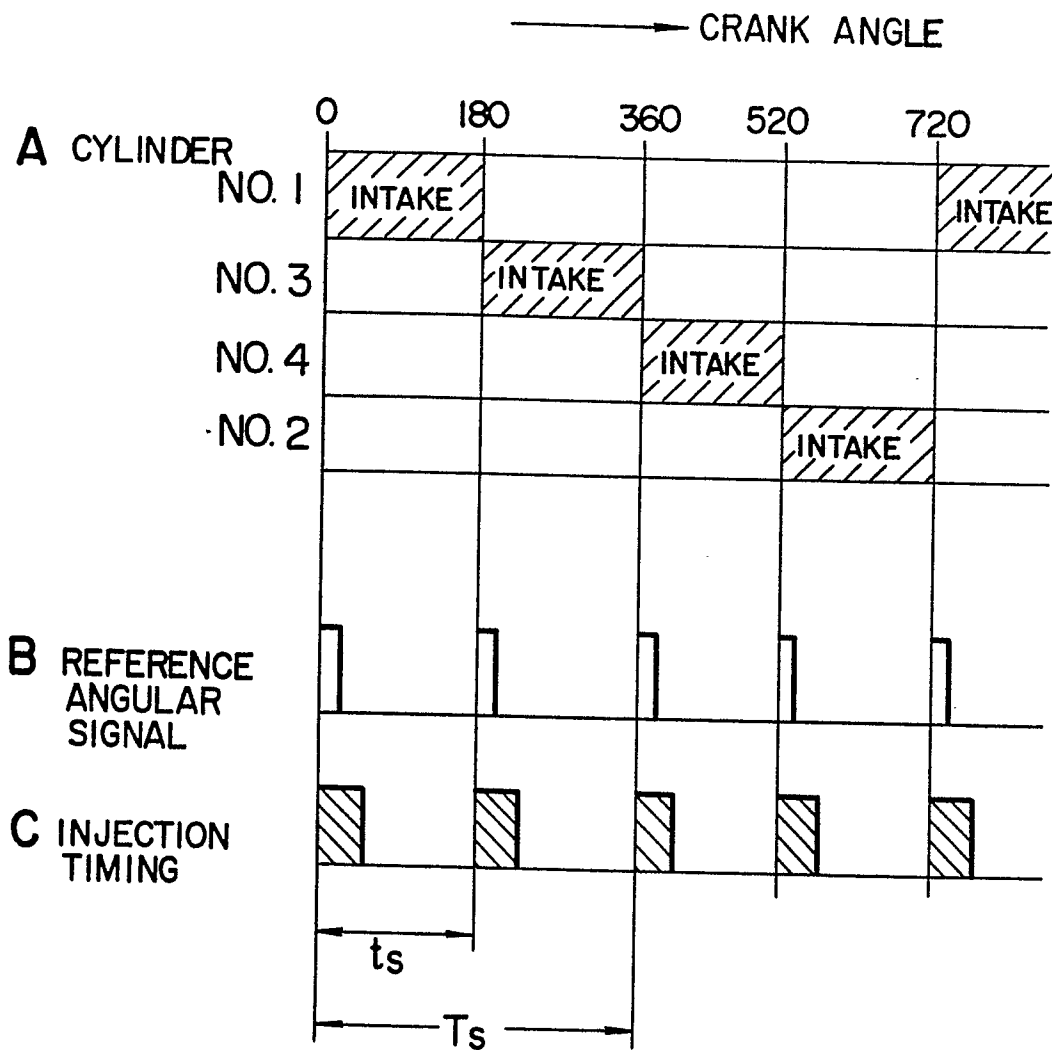 CRANK ANGLE
0 180 360 520 720
A CYLINDER
NO. 1 INTAKE INTAKE
NO. 3 INTAKE
NO. 4 INTAKE
NO. 2 INTAKE
B REFERENCE
ANGULAR
SIGNAL
C INJECTION
TIMING
ts
Ts